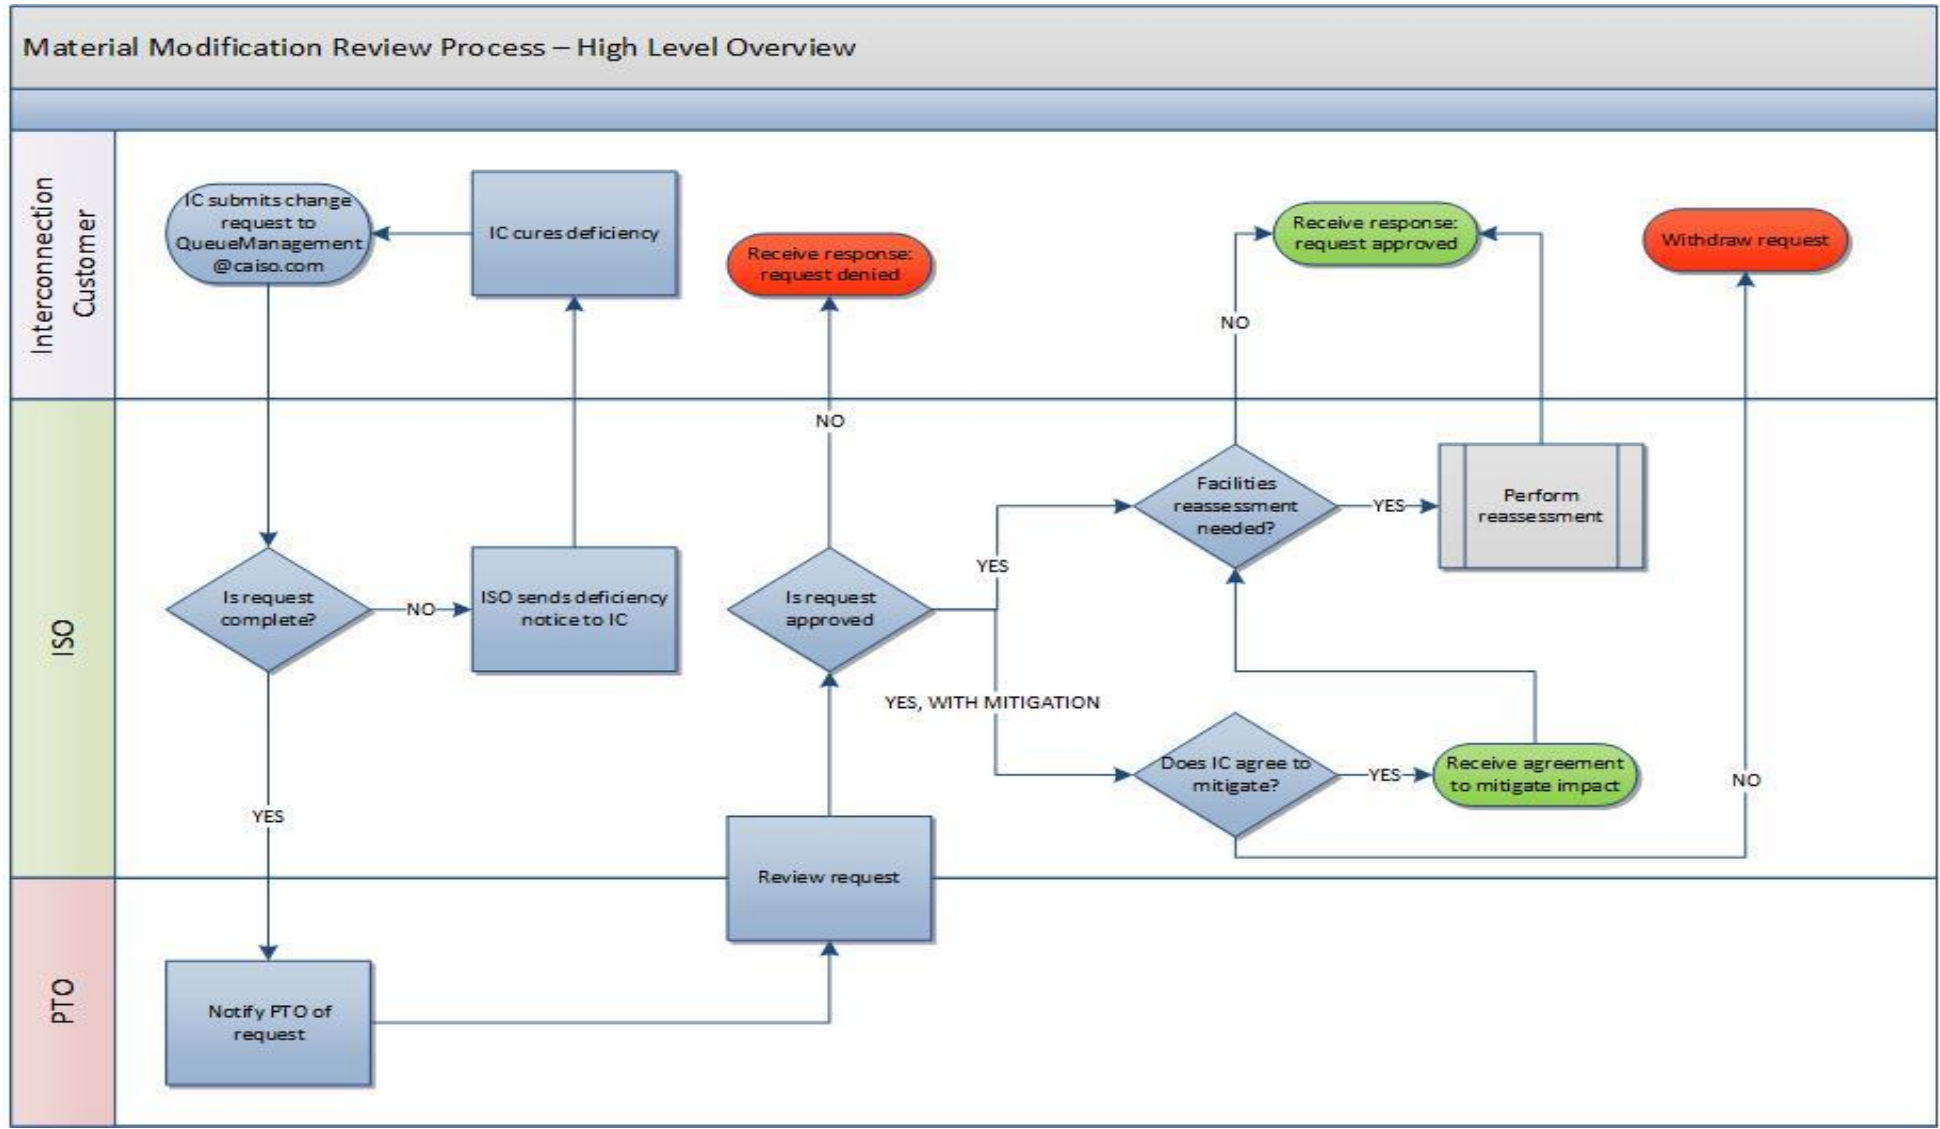 Material Modification Review Process – High Level Overview
Interconnection
Customer
IC submits change
request to
QueueManagement
@caiso.com
IC cures deficiency
Receive response:
request denied
Receive response:
request approved
Withdraw request
NO
ISO
NO
Facilities
reassessment
needed?
YES
Perform
reassessment
YES
Is request
complete?
NO
ISO sends deficiency
notice to IC
Is request
approved
YES, WITH MITIGATION
Does IC agree to
mitigate?
YES
Receive agreement
to mitigate impact
NO
YES
Review request
PTO
Notify PTO of
request